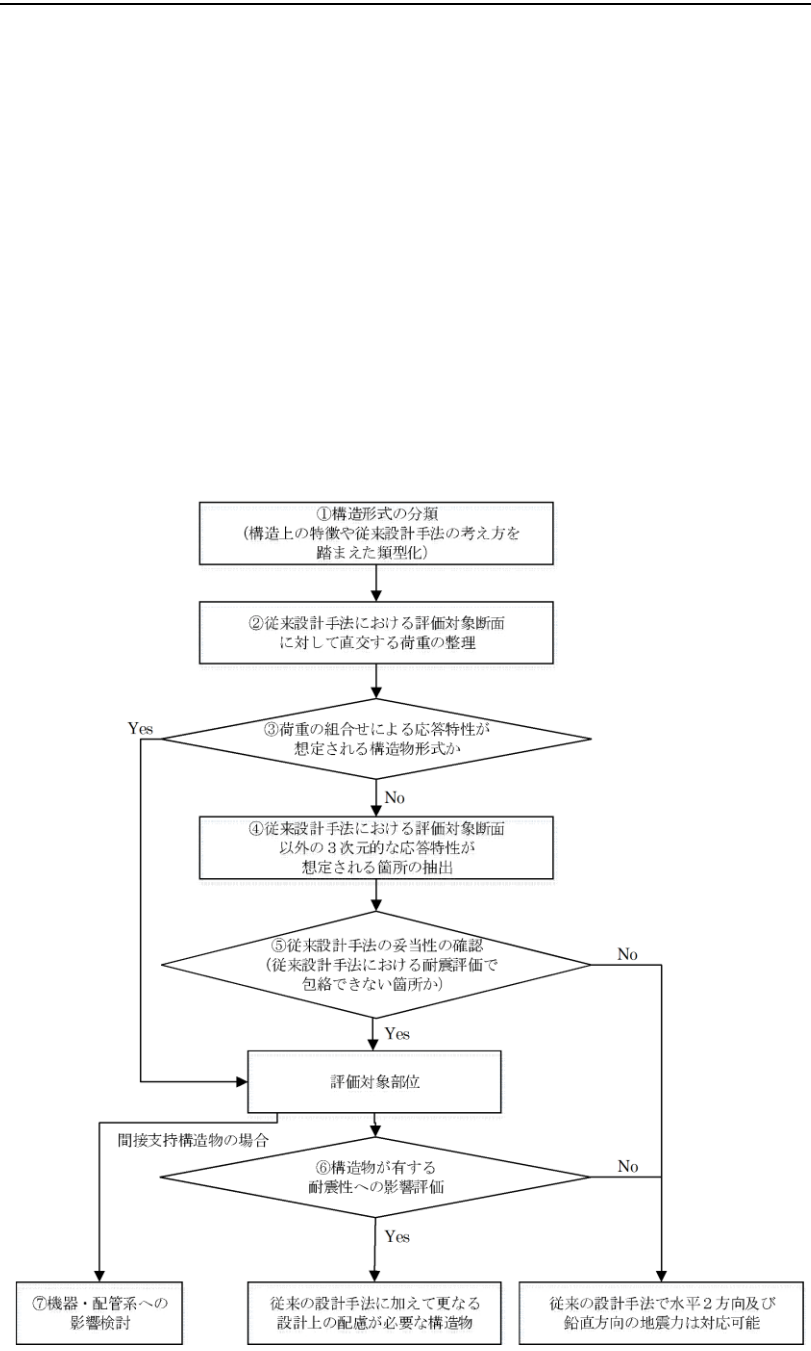 ①構造形式の分類
(構造上の特徴や従来設計手法の考え方を
踏まえた類型化)
②従来設計手法における評価対象断面
に対して直交する荷重の整理
Yes
③荷重の組合せによる応答特性が
想定される構造物形式か
No
④従来設計手法における評価対象断面
以外の3次元的な応答特性が
想定される箇所の抽出
⑤従来設計手法の妥当性の確認
(従来設計手法における耐震評価で
包絡できない箇所か)
No
Yes
評価対象部位
間接支持構造物の場合
⑥構造物が有する
耐震性への影響評価
No
Yes
⑦機器・配管系への
影響検討
従来の設計手法に加えて更なる
設計上の配慮が必要な構造物
従来の設計手法で水平2方向及び
鉛直方向の地震力は対応可能